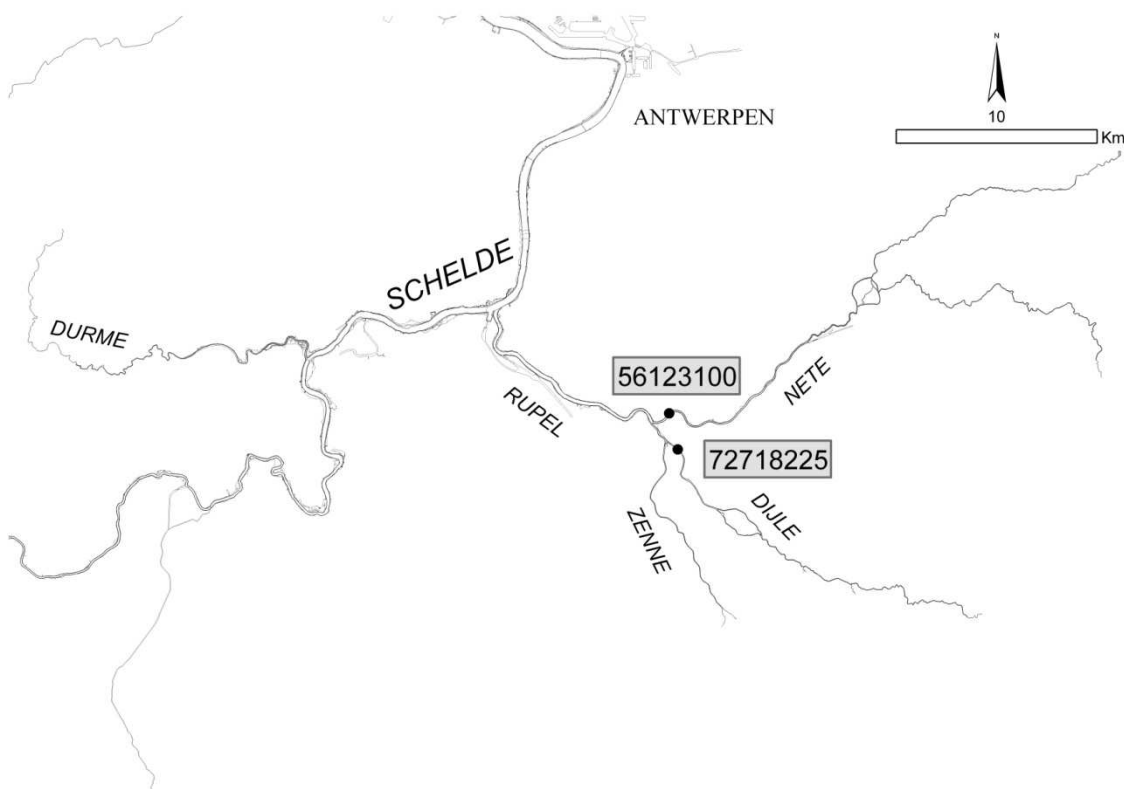 N
ANTWERPEN
10
Km
SCHELDE
DURME
56123100
NETE
RUPEL
72718225
DIJLE
ZENNE